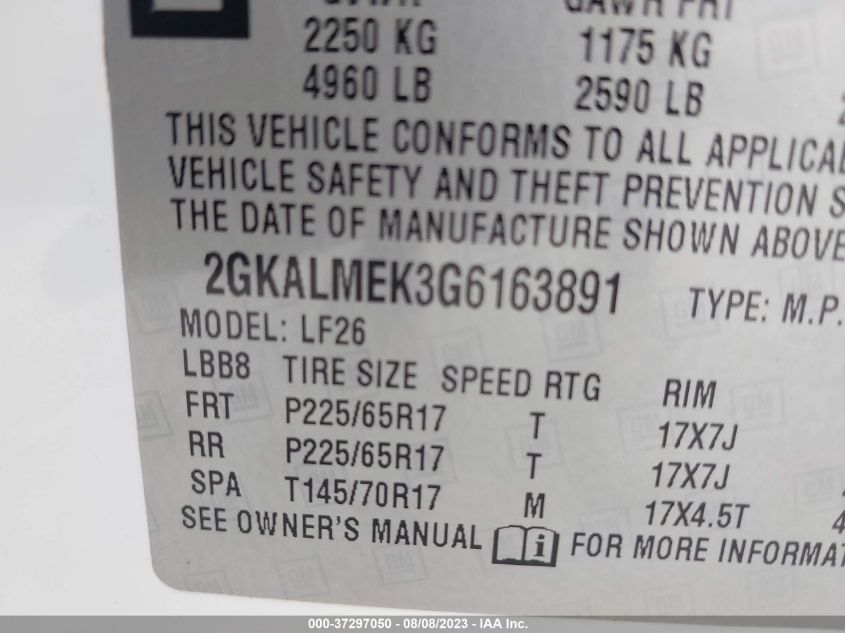 2250 KG 1175 KG
4960 LB 2590 LB
THIS VEHICLE CONFORMS TO ALL APPLICA
VEHICLE SAFETY AND THEFT PREVENTION S
THE DATE OF MANUFACTURE SHOWN ABOVE
2GKALMEK3G6163891 TYPE: M.P.
MODEL: LF26
LBB8 TIRE SIZE SPEED RTG RIM
FRT P225/65R17 T 17X7J
RR P225/65R17 T 17X7J
SPA T145/70R17 M 17X4.5T 4
SEE OWNER'S MANUAL i FOR MORE INFORMAT
000-37297050 - 08/08/2023 - IAA Inc.